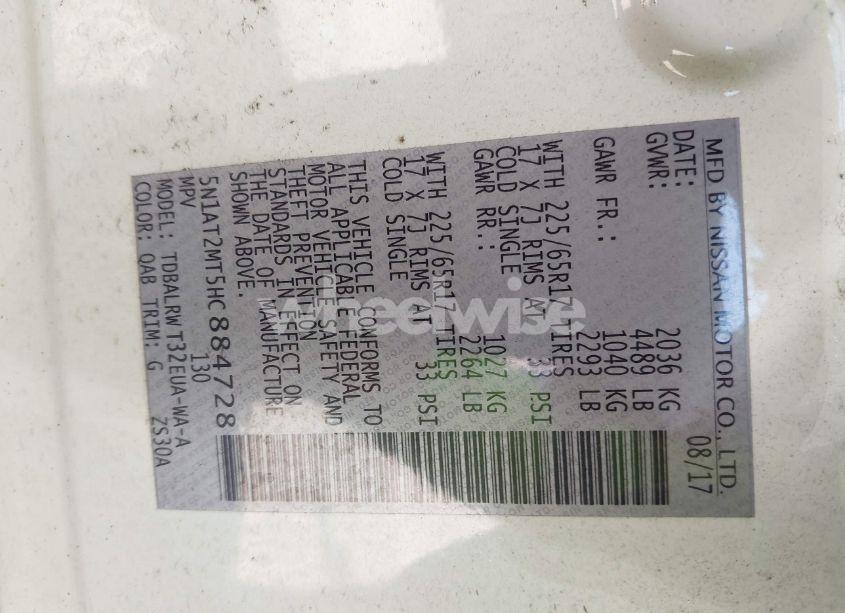 MFD BY NISSAN MOTOR CO., LTD.
DATE: 08/17
GVWR: 2036 KG
4489 LB
GAWR FR.: 1040 KG
2293 LB
WITH 225/65R17 TIRES
17 X 7J RIMS AT 33 PSI
COLD SINGLE
GAWR RR.: 1027 KG
2264 LB
WITH 225/65R17 TIRES
17 X 7J RIMS AT 33 PSI
COLD SINGLE
THIS VEHICLE CONFORMS TO
ALL APPLICABLE FEDERAL
MOTOR VEHICLE SAFETY AND
THEFT PREVENTION
STANDARDS IN EFFECT ON
THE DATE OF MANUFACTURE
SHOWN ABOVE.
5N1AT2MT5HC884728
MPV 130
MODEL: TDBALRWT32EUA-WA-A
COLOR: QAB TRIM: G ZS30A
wheelwise